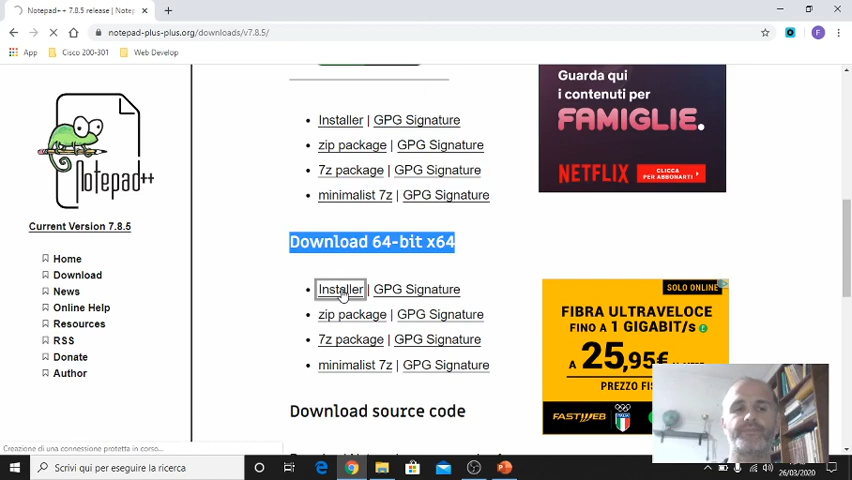 Notepad++ 7.8.5 release | Notep
notepad-plus-plus.org/downloads/v7.8.5/
App
Cisco 200-301
Web Develop
Notepad++
Current Version 7.8.5
Home
Download
News
Online Help
Resources
RSS
Donate
Author
Installer | GPG Signature
zip package | GPG Signature
7z package | GPG Signature
minimalist 7z | GPG Signature
Download 64-bit x64
Installer | GPG Signature
zip package | GPG Signature
7z package | GPG Signature
minimalist 7z | GPG Signature
Download source code
Guarda qui
i contenuti per
FAMIGLIE.
NETFLIX
CLICCA
PER ABBONARTI
SOLO ONLINE
FIBRA ULTRAVELOCE
FINO A 1 GIGABIT/s
A 25,95€
PREZZO
FASTWEB
Creazione di una connessione protetta in corso...
Scrivi qui per eseguire la ricerca
26/03/2020